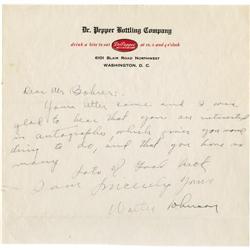 Dr. Pepper Bottling Company
drink a bite to eat Dr. Pepper at 10, 2 and 4 o'clock
6101 BLAIR ROAD NORTHWEST
WASHINGTON, D. C.
Dear Mr Bohrer:-
Your letter came and I was
glad to hear that you are interested
in autographs which gives you some
thing to do, and that you have so
many Lots of Good luck
I am Sincerely Yours
Walter Johnson